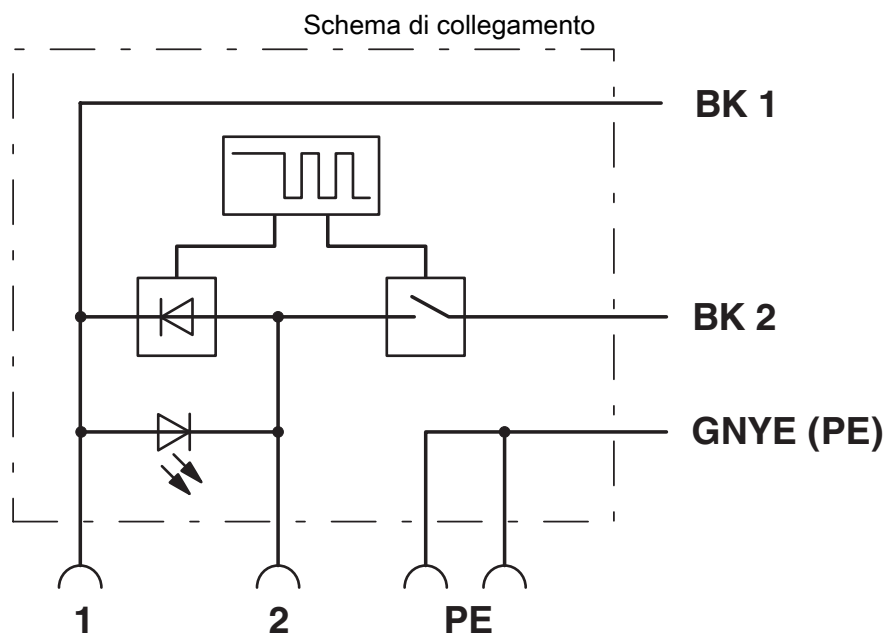 Schema di collegamento
BK 1
BK 2
GNYE (PE)
1 2 PE